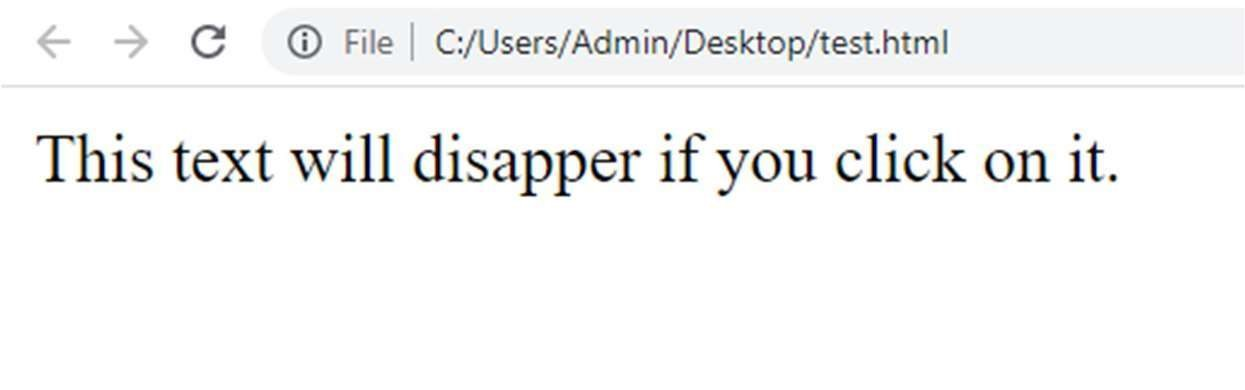 File | C:/Users/Admin/Desktop/test.html
This text will disapper if you click on it.